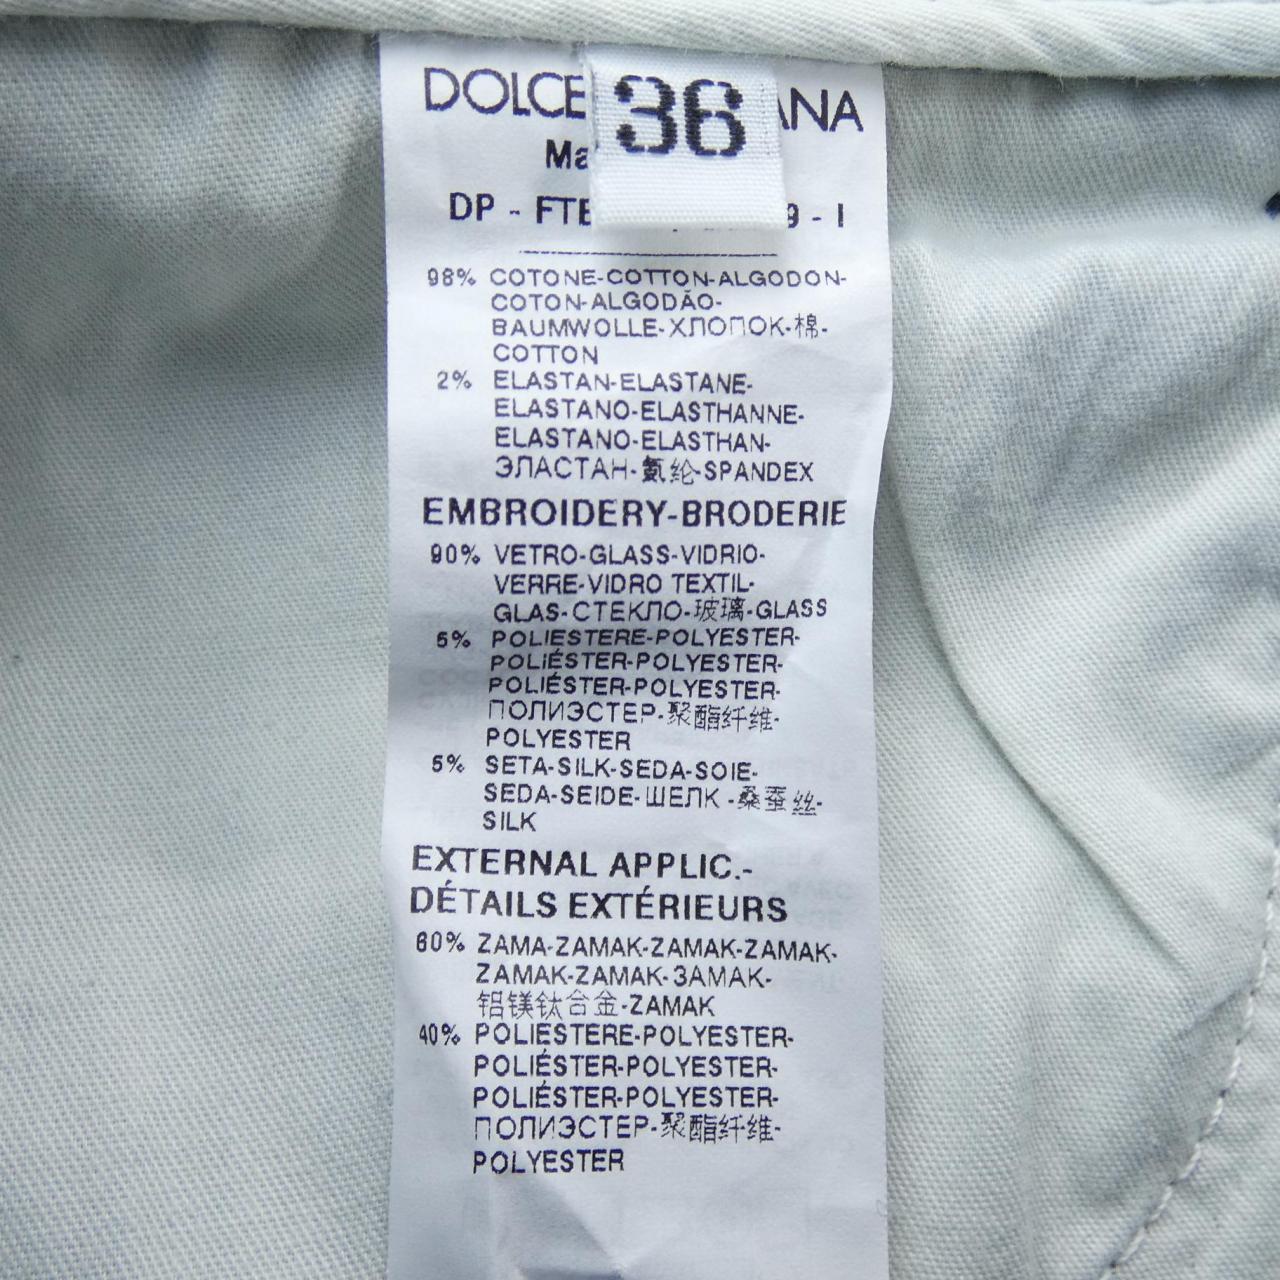 DOLCE
36
DP - FTE
9 - I
98% COTONE-COTTON-ALGODON-
COTON-ALGODÃO-
BAUMWOLLE-ХЛОПОК-棉-
COTTON
2% ELASTAN-ELASTANE-
ELASTANO-ELASTHANNE-
ELASTANO-ELASTHAN-
ЭЛАСТАН-氨纶-SPANDEX
EMBROIDERY-BRODERIE
90% VETRO-GLASS-VIDRIO-
VERRE-VIDRO TEXTIL-
GLAS-СТЕКЛО-玻璃-GLASS
5% POLIESTERE-POLYESTER-
POLIÉSTER-POLYESTER-
POLIÉSTER-POLYESTER-
ПОЛИЭСТЕР-聚酯纤维-
POLYESTER
5% SETA-SILK-SEDA-SOIE-
SEDA-SEIDE-ШЕЛК-桑蚕丝-
SILK
EXTERNAL APPLIC.-
DÉTAILS EXTÉRIEURS
60% ZAMA-ZAMAK-ZAMAK-ZAMAK-
ZAMAK-ZAMAK-ЗАМАК-
铝镁钛合金-ZAMAK
40% POLIESTERE-POLYESTER-
POLIÉSTER-POLYESTER-
POLIÉSTER-POLYESTER-
ПОЛИЭСТЕР-聚酯纤维-
POLYESTER